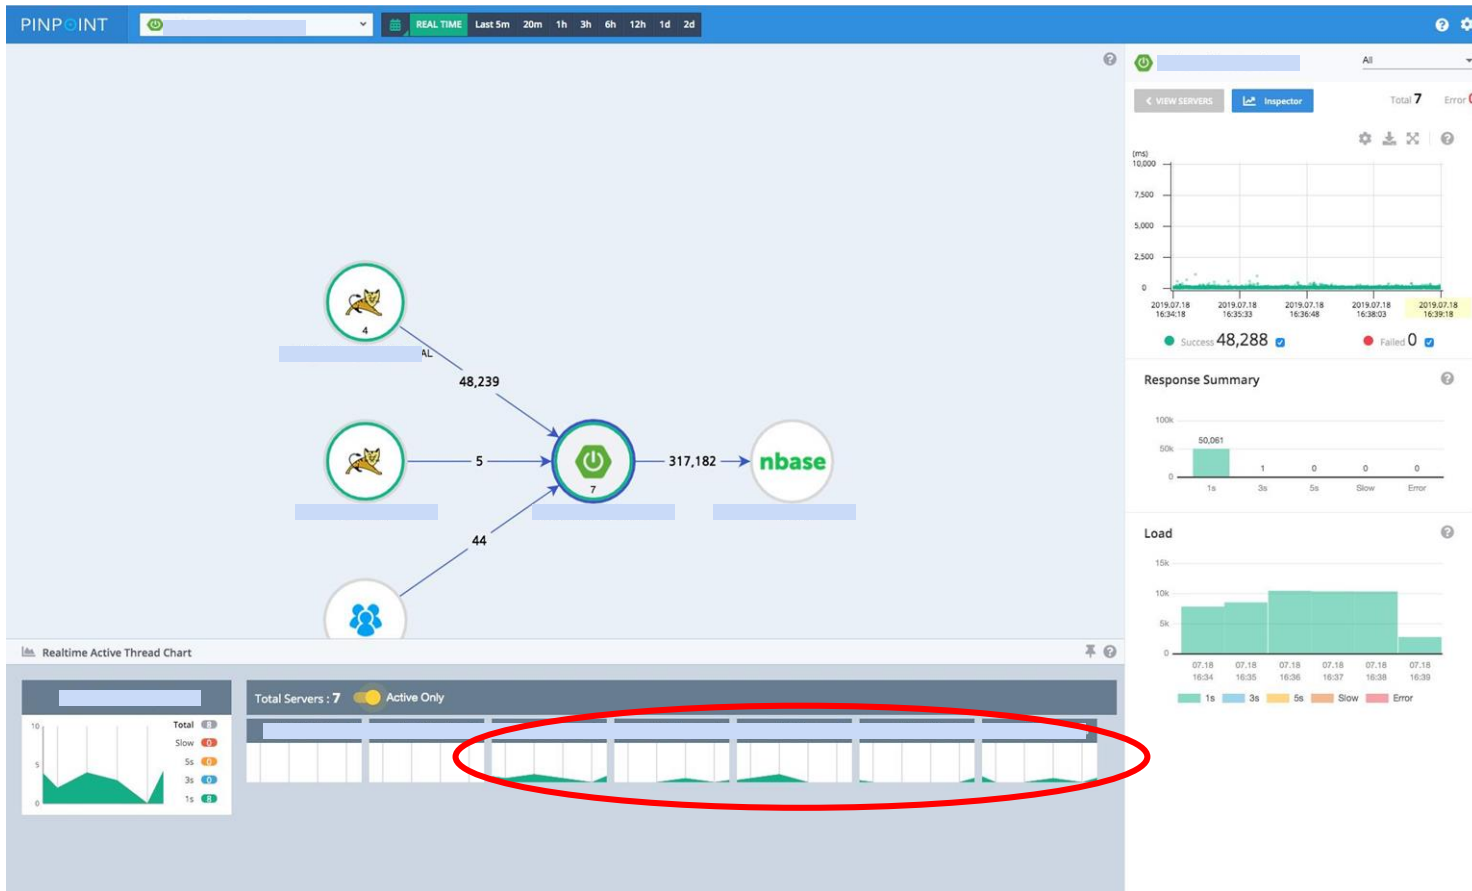 PINPOINT
REAL TIME Last 5m 20m 1h 3h 6h 12h 1d 2d
4
AL
48,239
5
7
317,182
nbase
44
All
VIEW SERVERS
Inspector
Total 7
Error 0
(ms)
10,000
7,500
5,000
2,500
0
2019.07.18 2019.07.18 2019.07.18 2019.07.18 2019.07.18
16:34:18 16:35:33 16:36:48 16:38:03 16:39:18
Success 48,288
Failed 0
Response Summary
100k
50k
0
50,061 1 0 0 0
1s 3s 5s Slow Error
Load
15k
10k
5k
0
07.18 07.18 07.18 07.18 07.18 07.18
16:34 16:35 16:36 16:37 16:38 16:39
1s 3s 5s Slow Error
Realtime Active Thread Chart
10
5
0
Total 8
Slow 0
5s 0
3s 0
1s 8
Total Servers : 7
Active Only